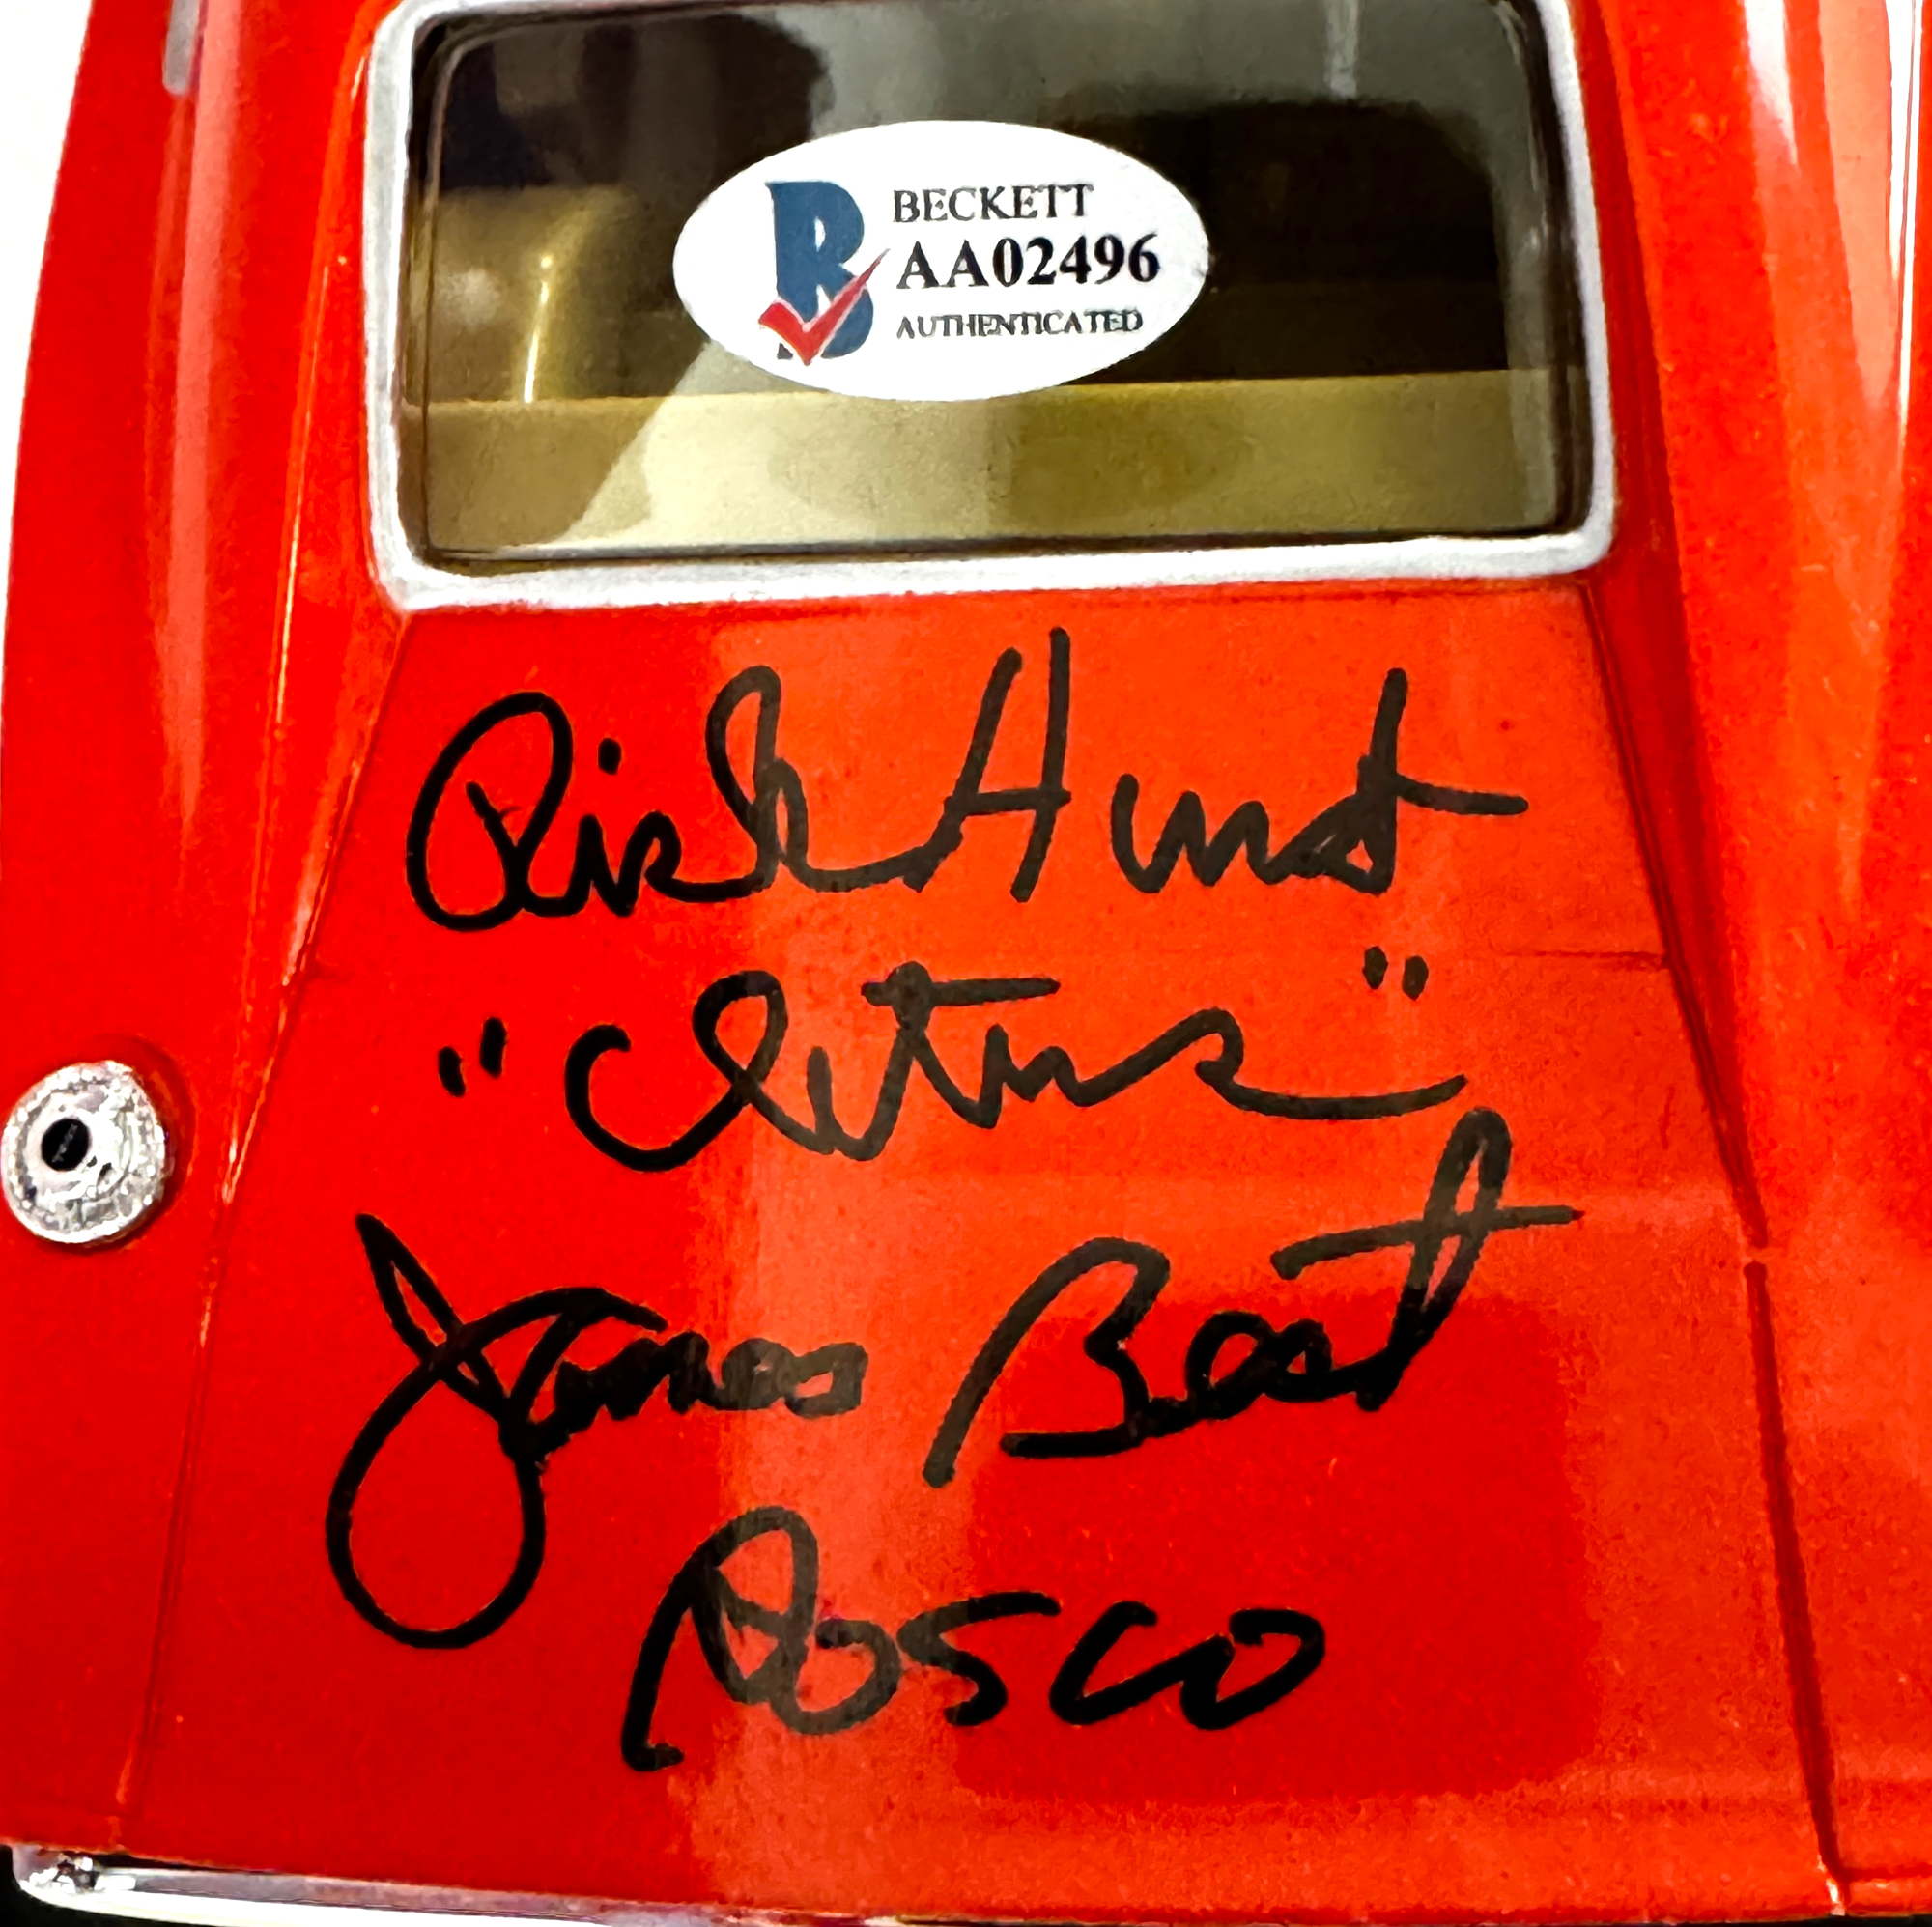 BECKETT
AA02496
AUTHENTICATED
Rick Hurst
"Cletus"
James Best
Rosco